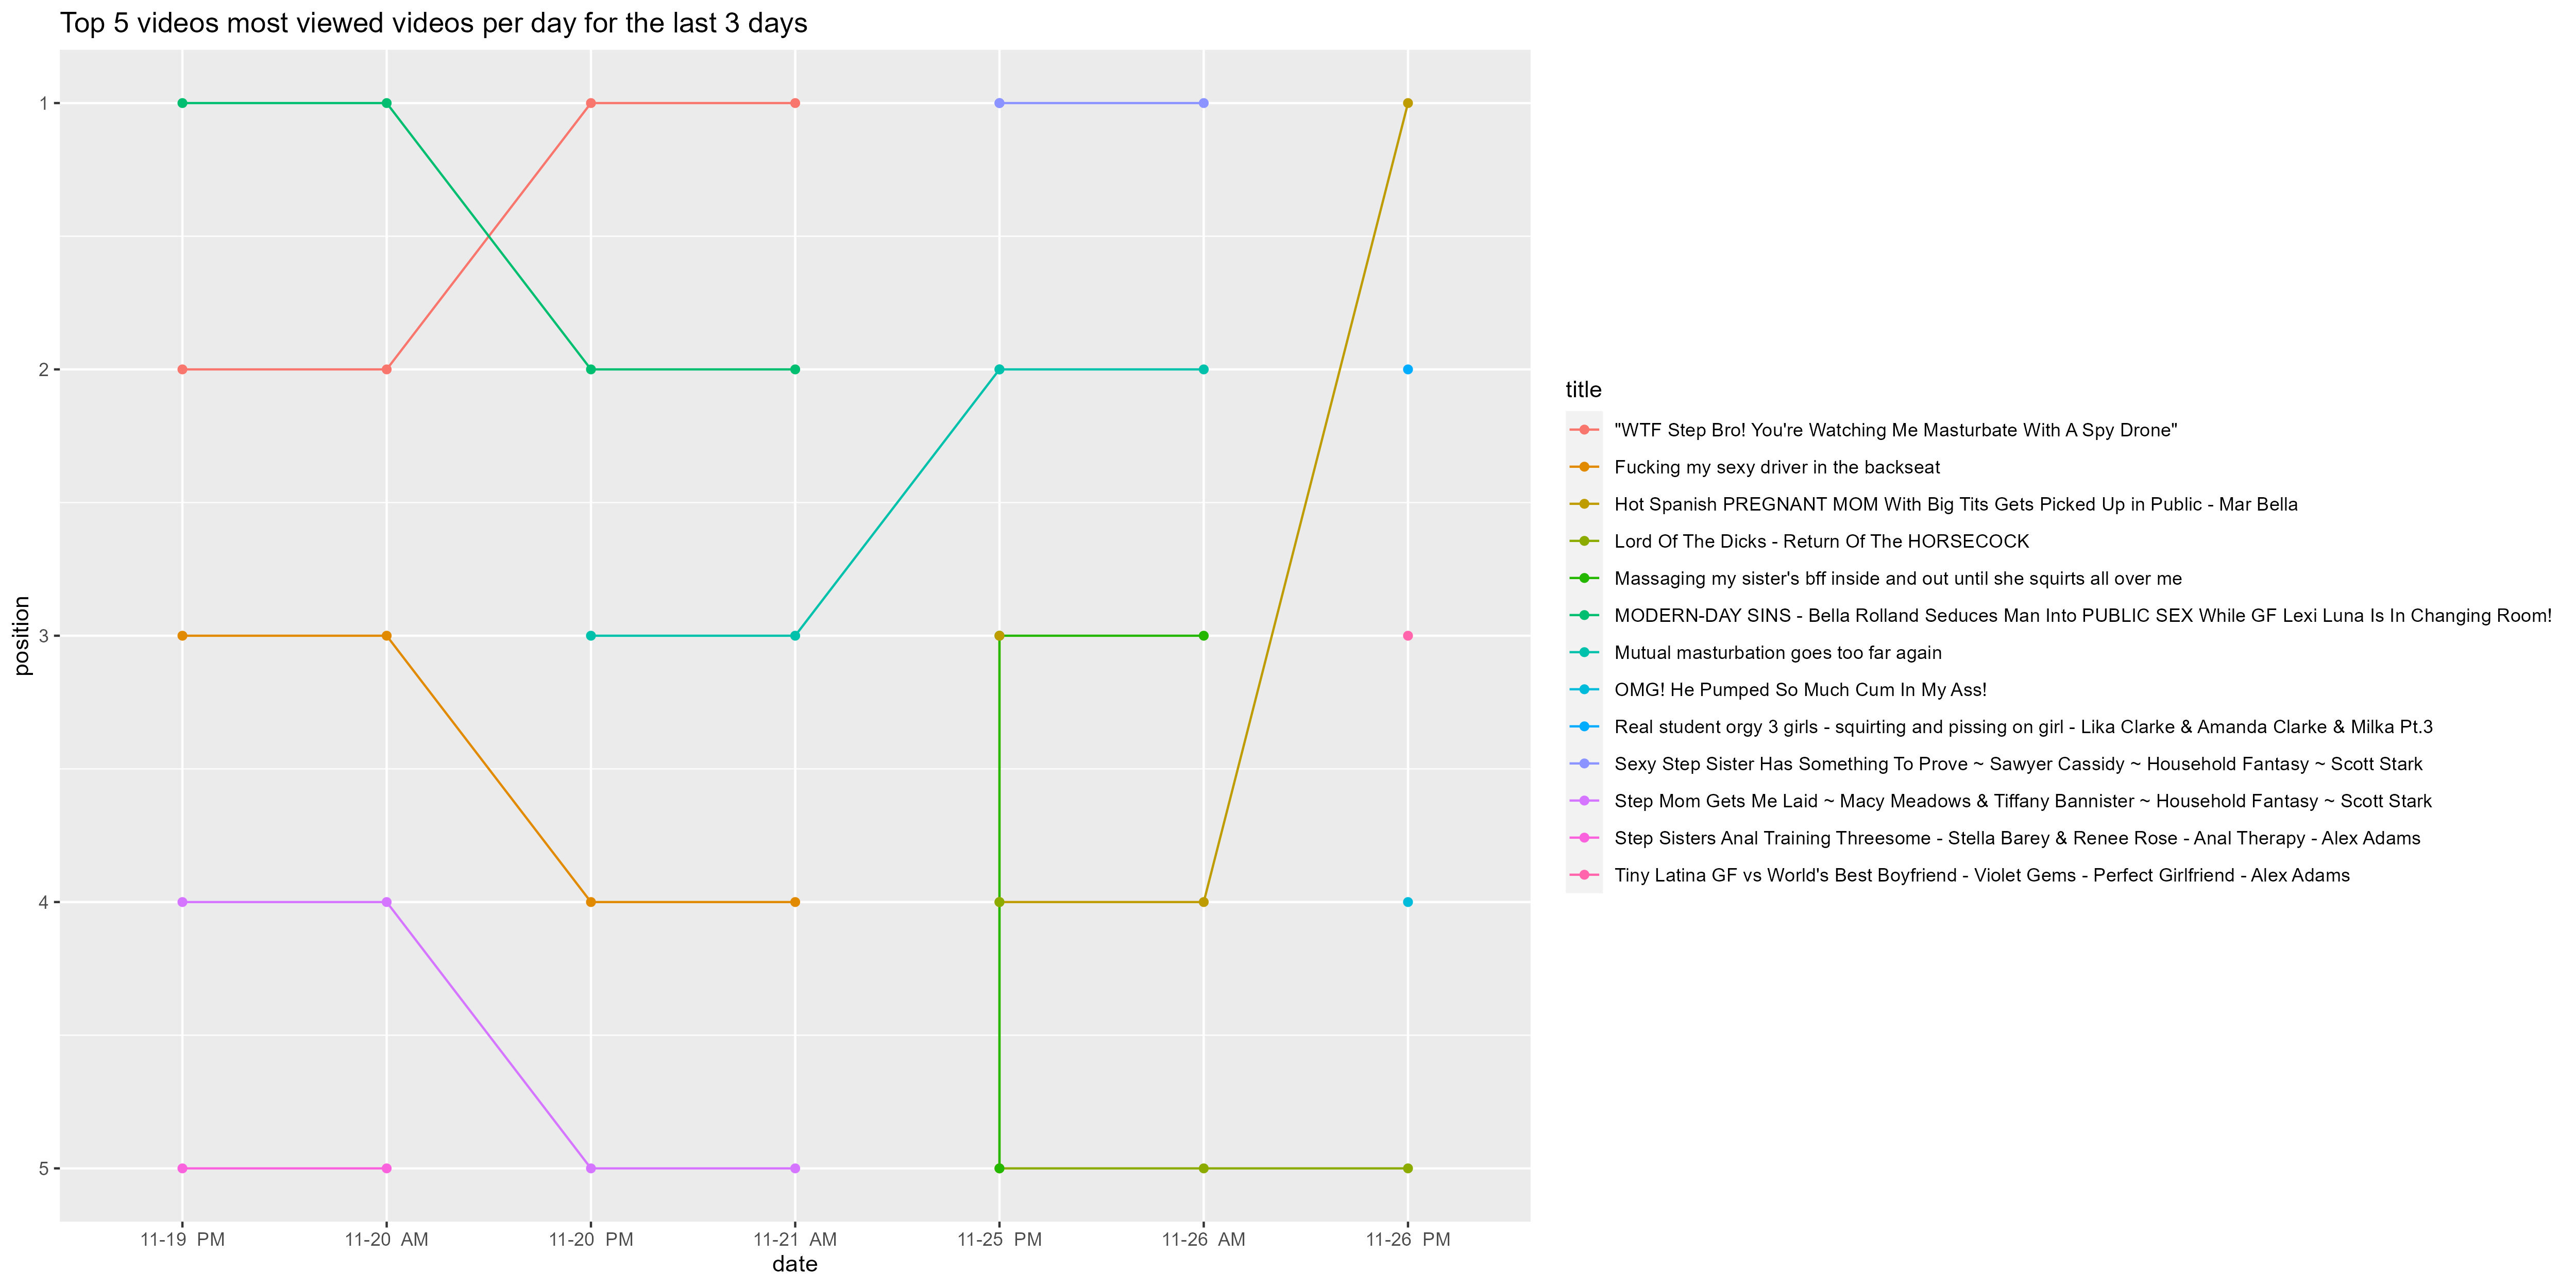 Top 5 videos most viewed videos per day for the last 3 days
position
1
2
3
4
5
11-19 PM
11-20 AM
11-20 PM
11-21 AM
11-25 PM
11-26 AM
11-26 PM
date
title
"WTF Step Bro! You're Watching Me Masturbate With A Spy Drone"
Fucking my sexy driver in the backseat
Hot Spanish PREGNANT MOM With Big Tits Gets Picked Up in Public - Mar Bella
Lord Of The Dicks - Return Of The HORSECOCK
Massaging my sister's bff inside and out until she squirts all over me
MODERN-DAY SINS - Bella Rolland Seduces Man Into PUBLIC SEX While GF Lexi Luna Is In Changing Room!
Mutual masturbation goes too far again
OMG! He Pumped So Much Cum In My Ass!
Real student orgy 3 girls - squirting and pissing on girl - Lika Clarke & Amanda Clarke & Milka Pt.3
Sexy Step Sister Has Something To Prove ~ Sawyer Cassidy ~ Household Fantasy ~ Scott Stark
Step Mom Gets Me Laid ~ Macy Meadows & Tiffany Bannister ~ Household Fantasy ~ Scott Stark
Step Sisters Anal Training Threesome - Stella Barey & Renee Rose - Anal Therapy - Alex Adams
Tiny Latina GF vs World's Best Boyfriend - Violet Gems - Perfect Girlfriend - Alex Adams